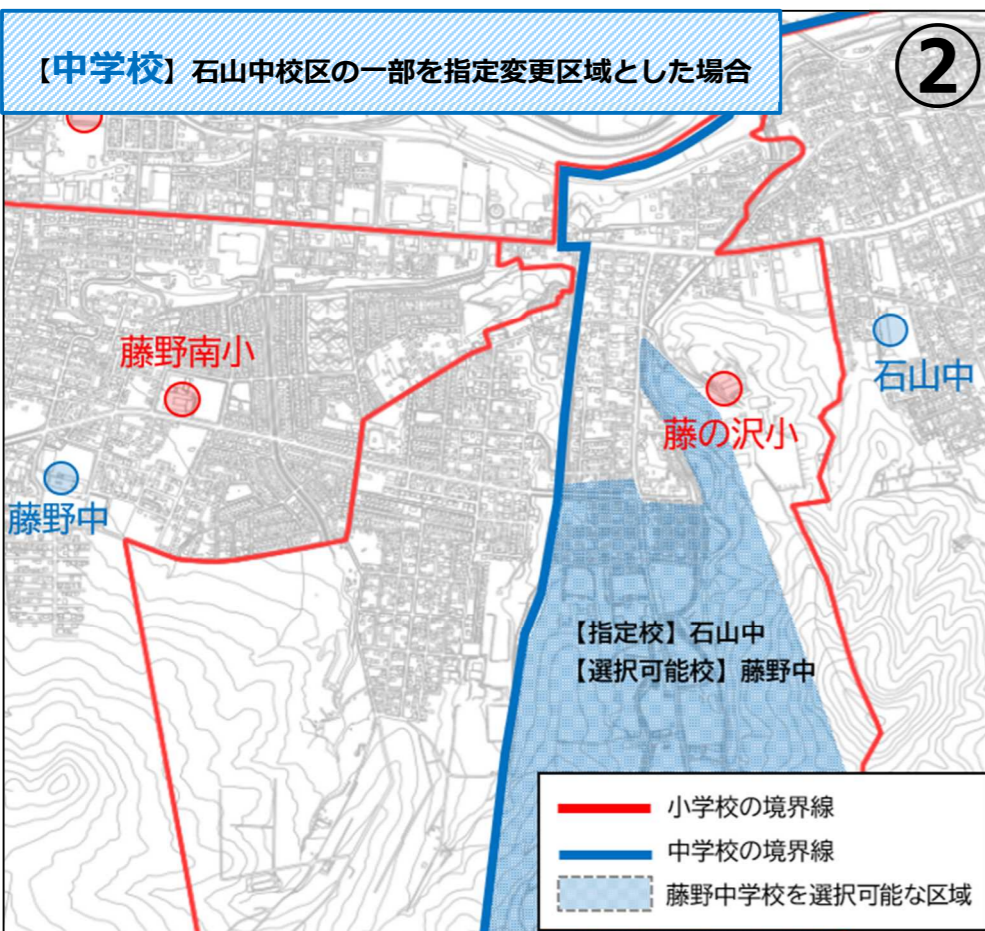 【中学校】石山中校区の一部を指定変更区域とした場合
②
藤野南小
石山中
藤の沢小
藤野中
【指定校】石山中
【選択可能校】藤野中
小学校の境界線
中学校の境界線
藤野中学校を選択可能な区域